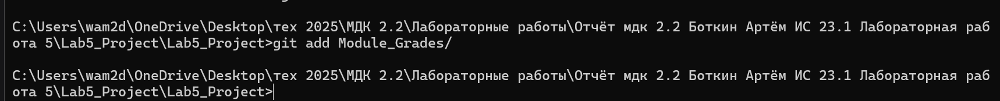 C:\Users\wam2d\OneDrive\Desktop\тех 2025\МДК 2.2\Лабораторные работы\Отчёт мдк 2.2 Боткин Артём ИС 23.1 Лабораторная раб
ота 5\Lab5_Project\Lab5_Project>git add Module_Grades/
C:\Users\wam2d\OneDrive\Desktop\тех 2025\МДК 2.2\Лабораторные работы\Отчёт мдк 2.2 Боткин Артём ИС 23.1 Лабораторная раб
ота 5\Lab5_Project\Lab5_Project>